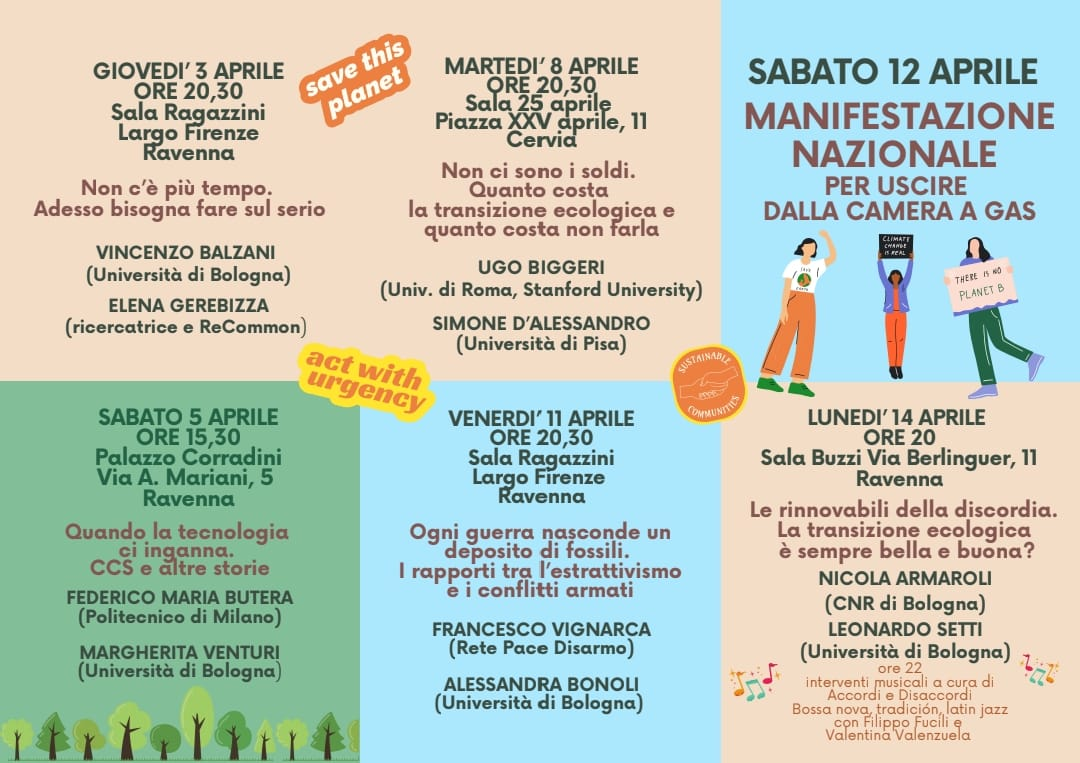 GIOVEDI' 3 APRILE
ORE 20,30
Sala Ragazzini
Largo Firenze
Ravenna
Non c'è più tempo.
Adesso bisogna fare sul serio
VINCENZO BALZANI
(Università di Bologna)
ELENA GEREBIZZA
(ricercatrice e ReCommon)
save this
planet
MARTEDI' 8 APRILE
ORE 20,30
Sala 25 aprile
Piazza XXV aprile, 11
Cervia
Non ci sono i soldi.
Quanto costa
la transizione ecologica e
quanto costa non farla
UGO BIGGERI
(Univ. di Roma, Stanford University)
SIMONE D'ALESSANDRO
(Università di Pisa)
SABATO 12 APRILE
MANIFESTAZIONE
NAZIONALE
PER USCIRE
DALLA CAMERA A GAS
SAVE
EARTH
CLIMATE
CHANGE
IS REAL
THERE IS NO
PLANET B
act with
urgency
SUSTAINABLE
COMMUNITIES
SABATO 5 APRILE
ORE 15,30
Palazzo Corradini
Via A. Mariani, 5
Ravenna
Quando la tecnologia
ci inganna.
CCS e altre storie
FEDERICO MARIA BUTERA
(Politecnico di Milano)
MARGHERITA VENTURI
(Università di Bologna)
VENERDI' 11 APRILE
ORE 20,30
Sala Ragazzini
Largo Firenze
Ravenna
Ogni guerra nasconde un
deposito di fossili.
I rapporti tra l'estrattivismo
e i conflitti armati
FRANCESCO VIGNARCA
(Rete Pace Disarmo)
ALESSANDRA BONOLI
(Università di Bologna)
LUNEDI' 14 APRILE
ORE 20
Sala Buzzi Via Berlinguer, 11
Ravenna
Le rinnovabili della discordia.
La transizione ecologica
è sempre bella e buona?
NICOLA ARMAROLI
(CNR di Bologna)
LEONARDO SETTI
(Università di Bologna)
ore 22
interventi musicali a cura di
Accordi e Disaccordi
Bossa nova, tradición, latin jazz
con Filippo Fucili e
Valentina Valenzuela